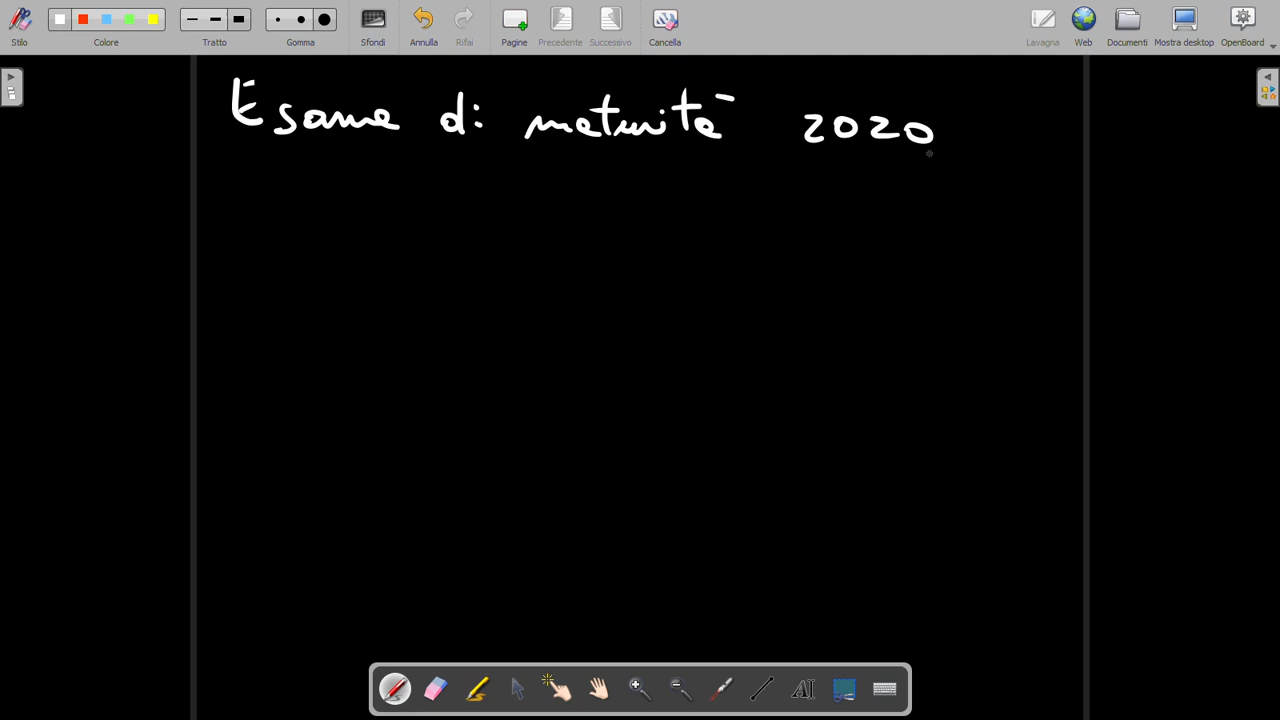 Stilo Colore Tratto Gomma Sfondi Annulla Rifai Pagine Precedente Successivo Cancella Lavagna Web Documenti Mostra desktop OpenBoard
Esame di maturità 2020
AI